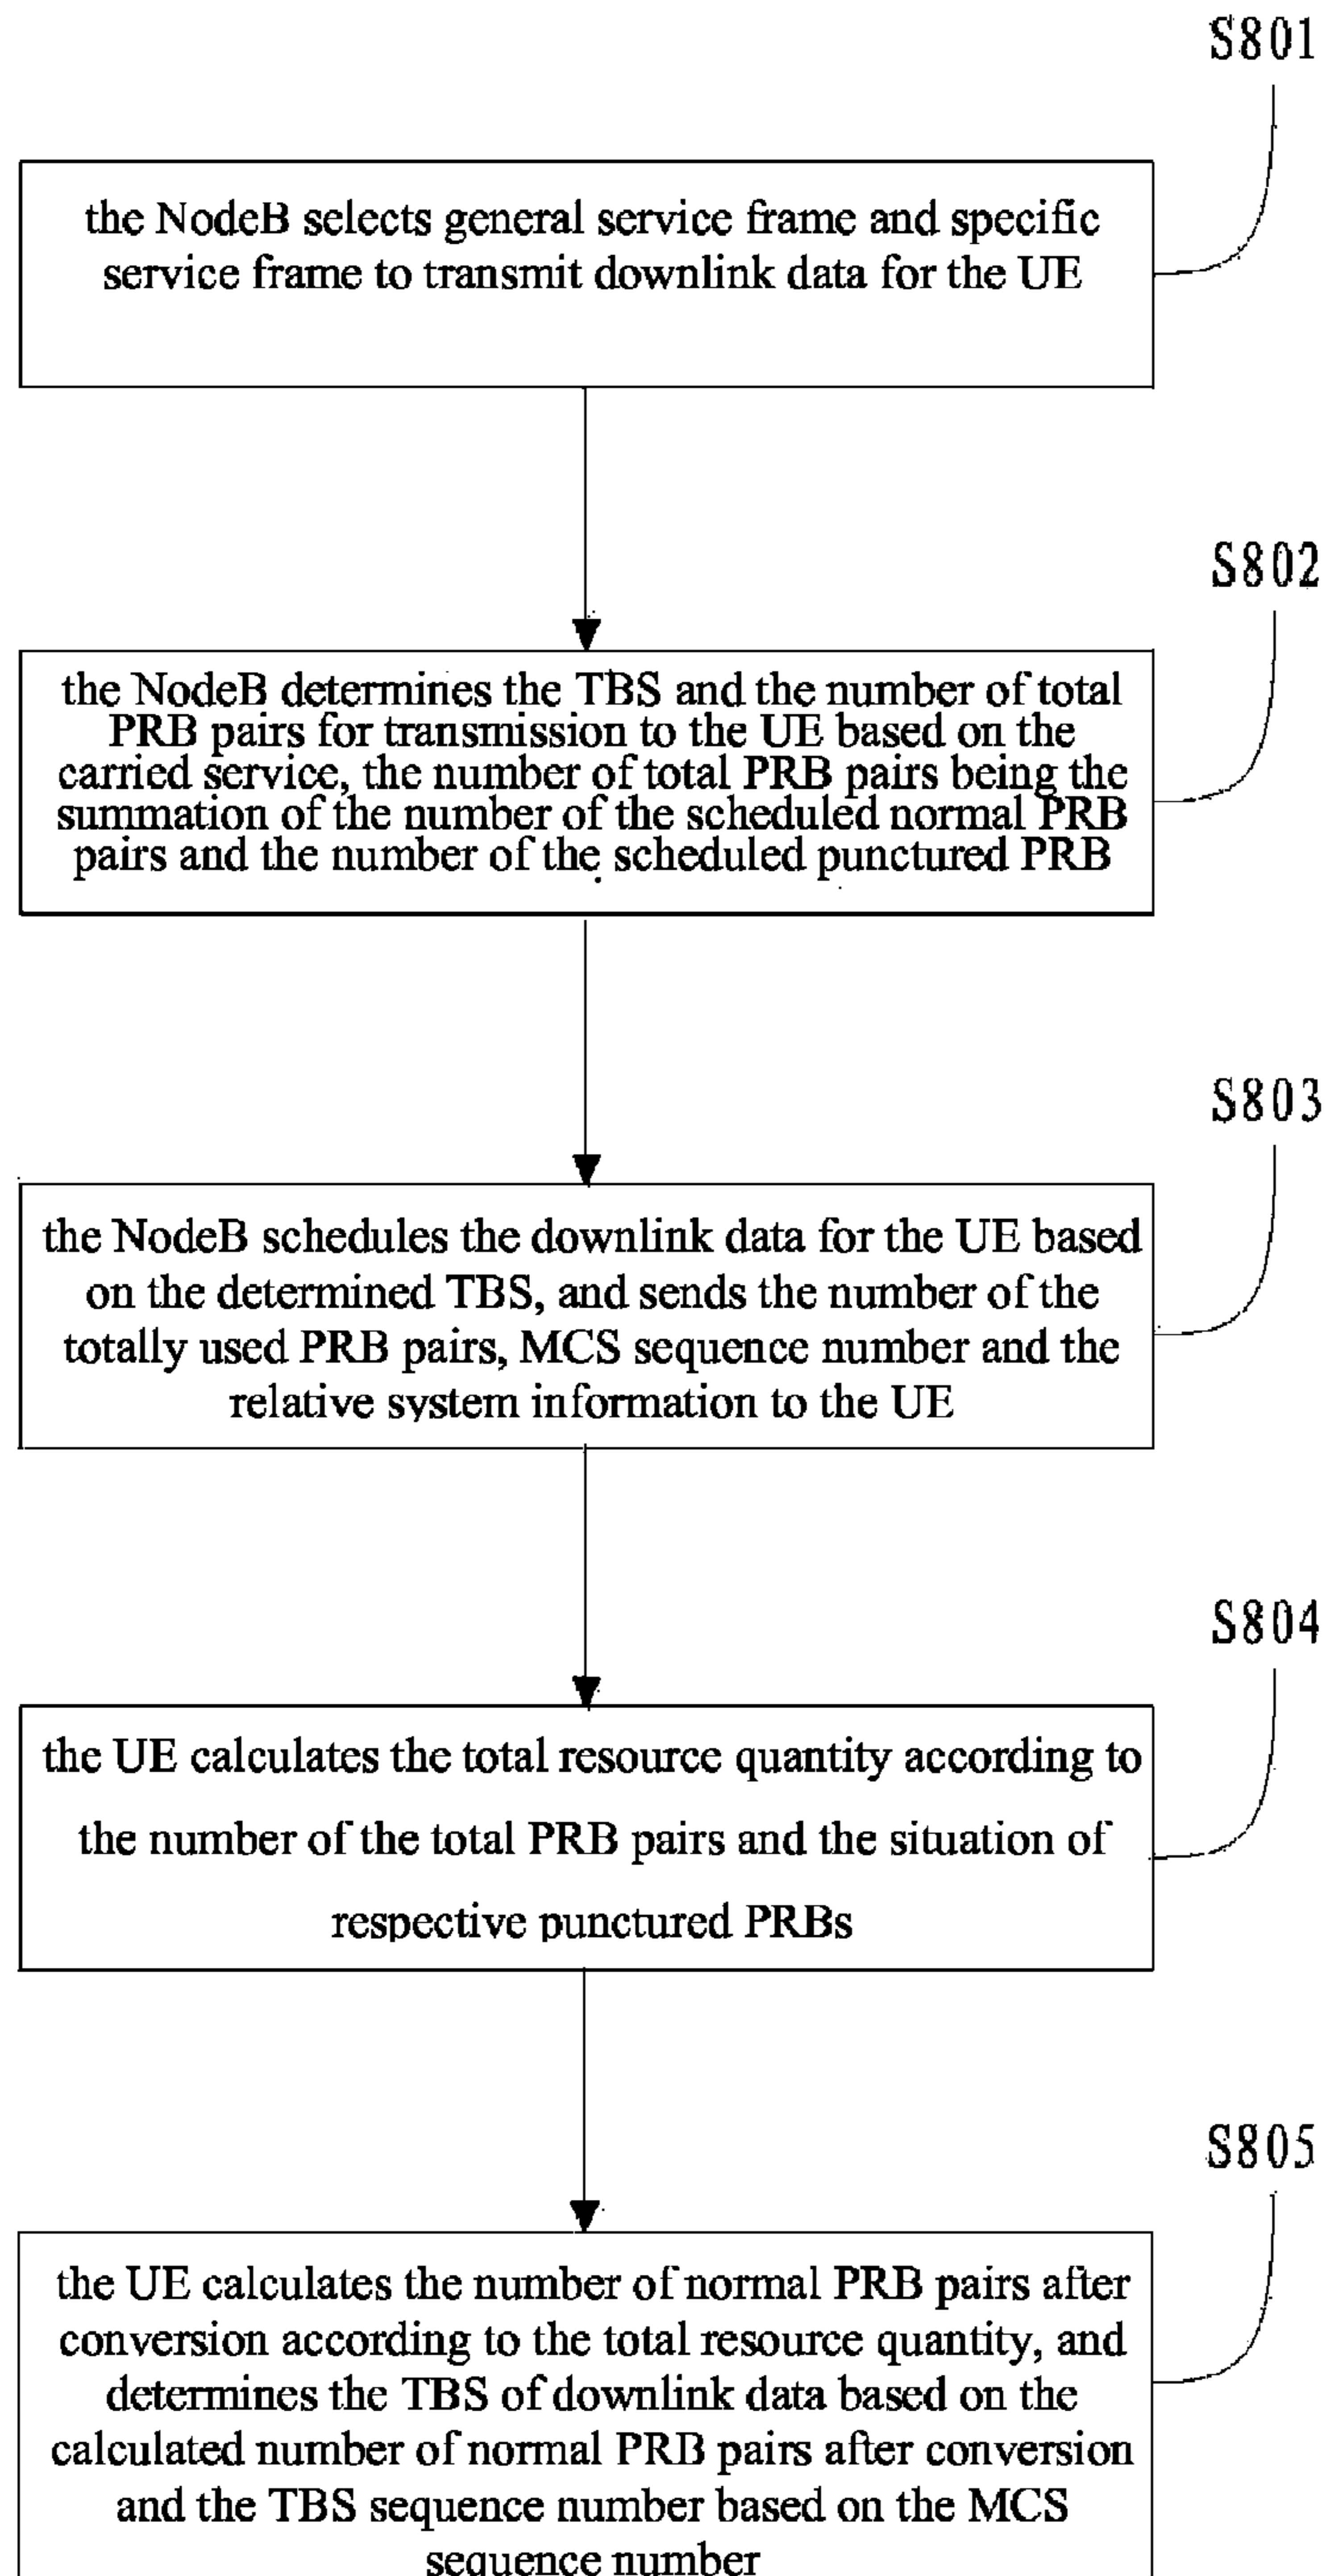 S801
the NodeB selects general service frame and specific
service frame to transmit downlink data for the UE
S802
the NodeB determines the TBS and the number of total
PRB pairs for transmission to the UE based on the
carried service, the number of total PRB pairs being the
summation of the number of the scheduled normal PRB
pairs and the number of the scheduled punctured PRB
S803
the NodeB schedules the downlink data for the UE based
on the determined TBS, and sends the number of the
totally used PRB pairs, MCS sequence number and the
relative system information to the UE
S804
the UE calculates the total resource quantity according to
the number of the total PRB pairs and the situation of
respective punctured PRBs
S805
the UE calculates the number of normal PRB pairs after
conversion according to the total resource quantity, and
determines the TBS of downlink data based on the
calculated number of normal PRB pairs after conversion
and the TBS sequence number based on the MCS
sequence number